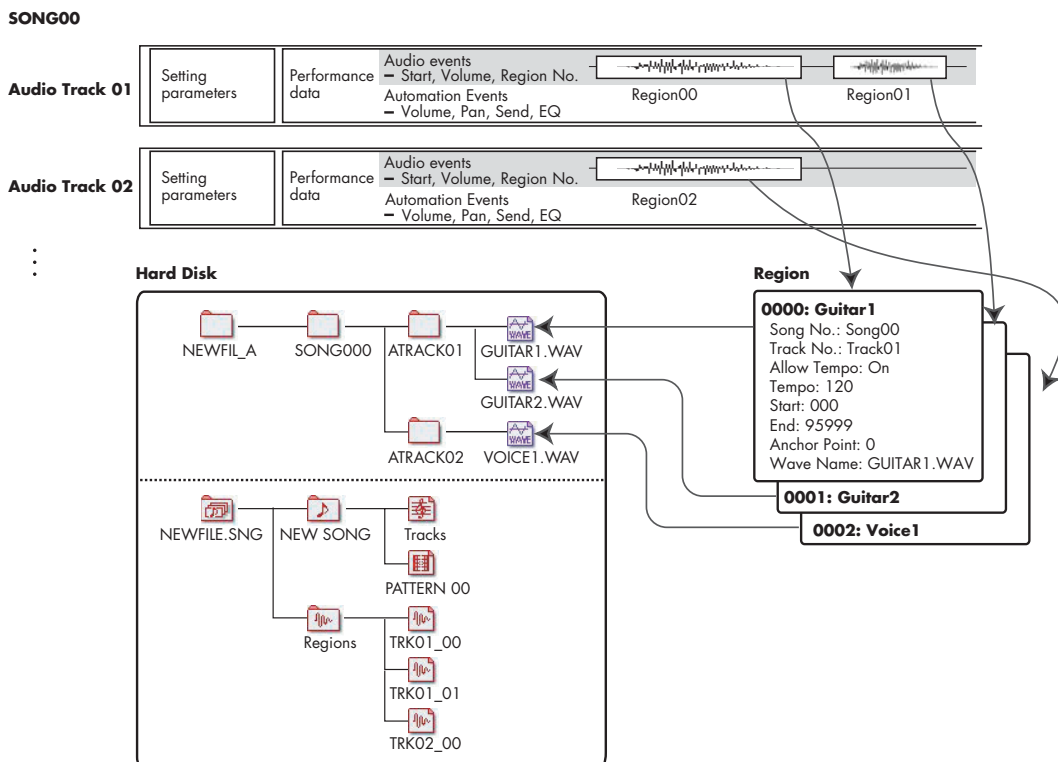 SONG00
Audio Track 01
Setting
parameters
Performance
data
Audio events
– Start, Volume, Region No.
Automation Events
– Volume, Pan, Send, EQ
Region00
Region01
Audio Track 02
Setting
parameters
Performance
data
Audio events
– Start, Volume, Region No.
Automation Events
– Volume, Pan, Send, EQ
Region02
Hard Disk
NEWFIL_A
SONG000
ATRACK01
WAVE
GUITAR1.WAV
WAVE
GUITAR2.WAV
ATRACK02
WAVE
VOICE1.WAV
NEWFILE.SNG
NEW SONG
Tracks
PATTERN 00
Regions
TRK01_00
TRK01_01
TRK02_00
Region
0000: Guitar1
Song No.: Song00
Track No.: Track01
Allow Tempo: On
Tempo: 120
Start: 000
End: 95999
Anchor Point: 0
Wave Name: GUITAR1.WAV
0001: Guitar2
0002: Voice1